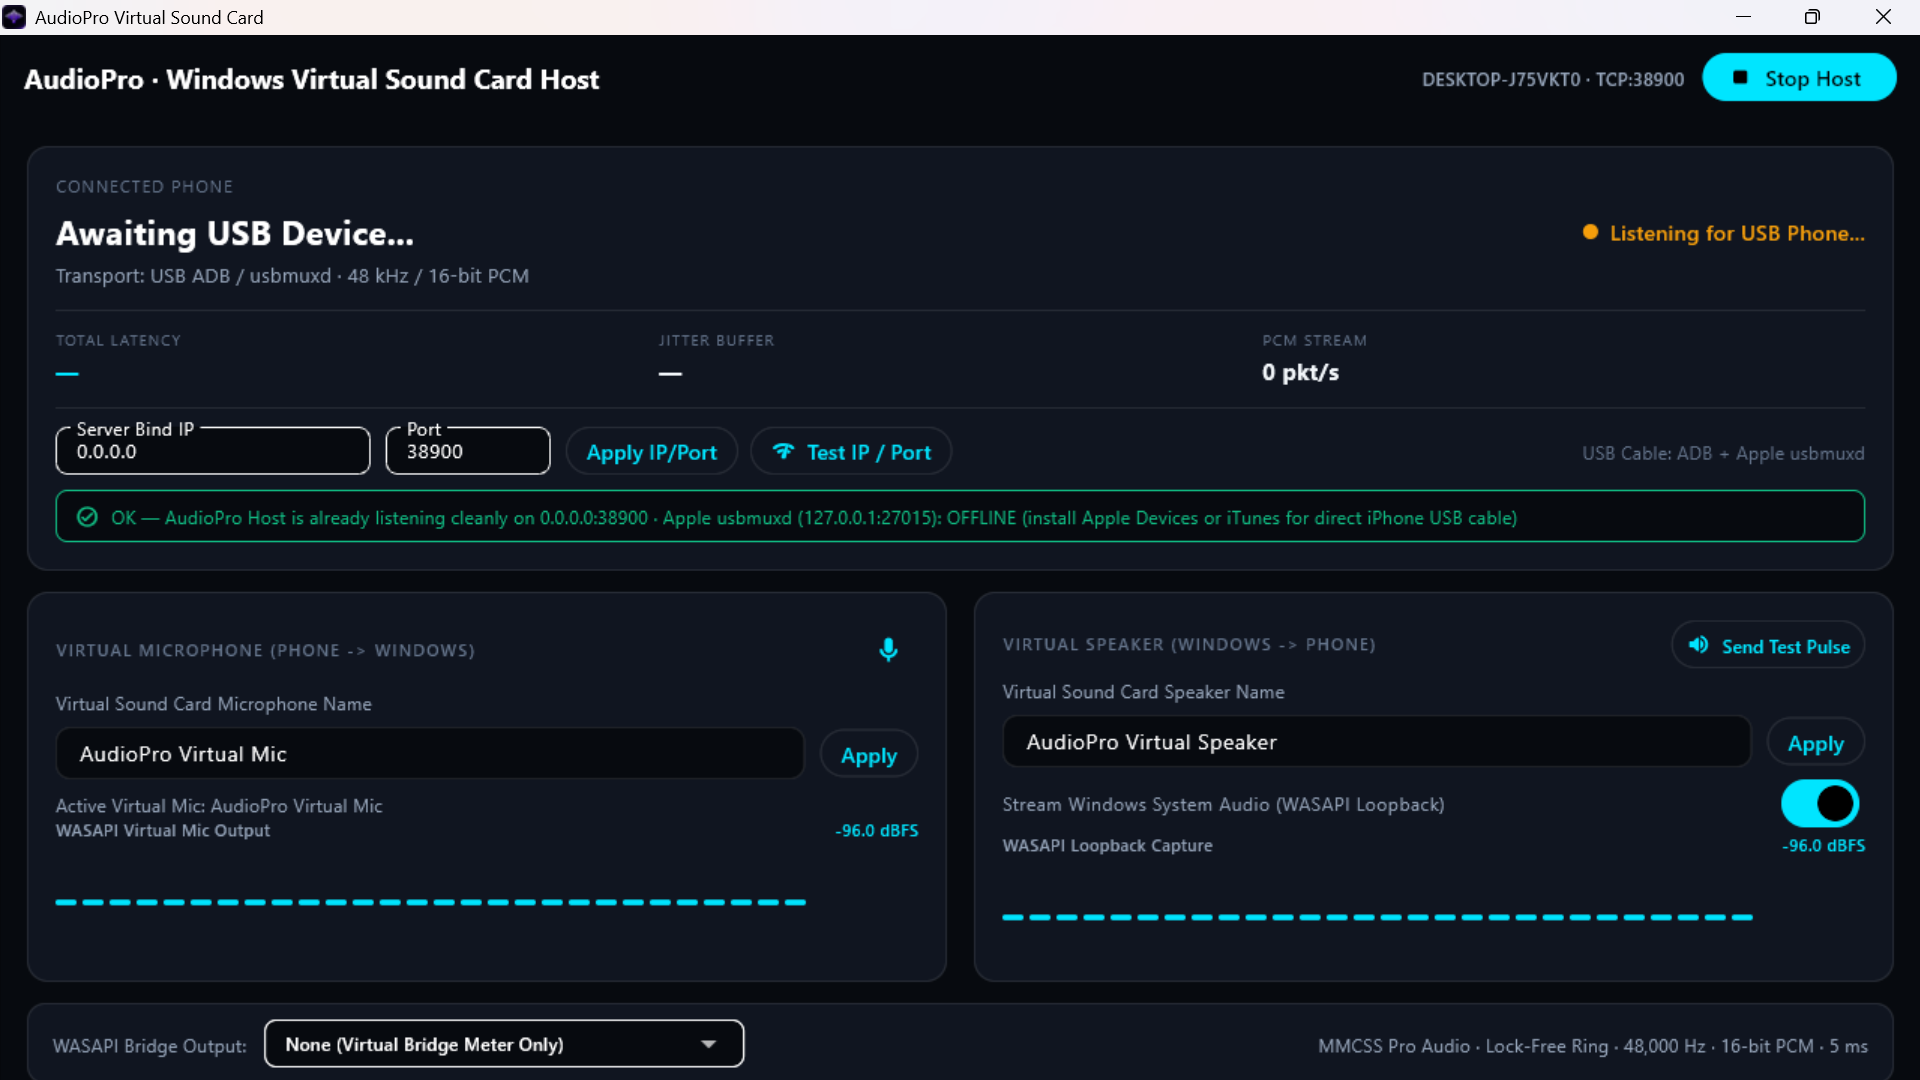 AudioPro Virtual Sound Card
AudioPro · Windows Virtual Sound Card Host
DESKTOP-J75VKT0 · TCP:38900
Stop Host
CONNECTED PHONE
Awaiting USB Device...
Listening for USB Phone...
Transport: USB ADB / usbmuxd · 48 kHz / 16-bit PCM
TOTAL LATENCY
—
JITTER BUFFER
—
PCM STREAM
0 pkt/s
Server Bind IP
0.0.0.0
Port
38900
Apply IP/Port
Test IP / Port
USB Cable: ADB + Apple usbmuxd
OK — AudioPro Host is already listening cleanly on 0.0.0.0:38900 · Apple usbmuxd (127.0.0.1:27015): OFFLINE (install Apple Devices or iTunes for direct iPhone USB cable)
VIRTUAL MICROPHONE (PHONE -> WINDOWS)
Virtual Sound Card Microphone Name
AudioPro Virtual Mic
Apply
Active Virtual Mic: AudioPro Virtual Mic
WASAPI Virtual Mic Output
-96.0 dBFS
VIRTUAL SPEAKER (WINDOWS -> PHONE)
Send Test Pulse
Virtual Sound Card Speaker Name
AudioPro Virtual Speaker
Apply
Stream Windows System Audio (WASAPI Loopback)
WASAPI Loopback Capture
-96.0 dBFS
WASAPI Bridge Output:
None (Virtual Bridge Meter Only)
MMCSS Pro Audio · Lock-Free Ring · 48,000 Hz · 16-bit PCM · 5 ms